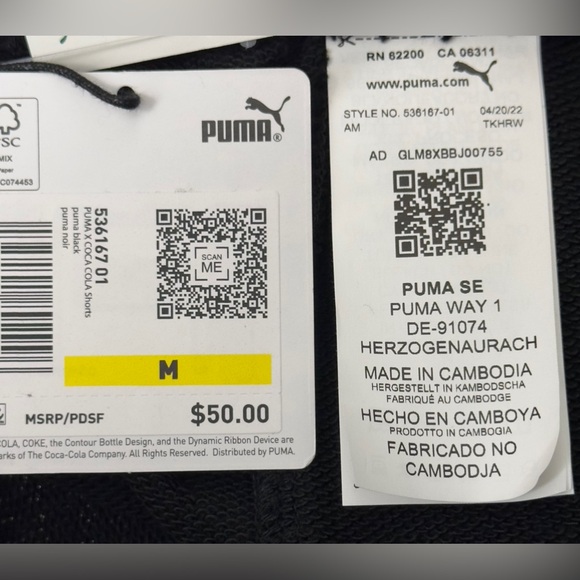 PUMA®
FSC
MIX
Paper
C074453
536167 01
PUMA X COCA COLA Shorts
puma black
puma noir
SCAN
ME
M
MSRP/PDSF
$50.00
COLA, COKE, the Contour Bottle Design, and the Dynamic Ribbon Device are
arks of The Coca-Cola Company. All Rights Reserved. Distributed by PUMA.
RN 62200 CA 06311
www.puma.com
STYLE NO. 536167-01 04/20/22
AM TKHRW
AD GLM8XBBJ00755
PUMA SE
PUMA WAY 1
DE-91074
HERZOGENAURACH
MADE IN CAMBODIA
HERGESTELLT IN KAMBODSCHA
FABRIQUÉ AU CAMBODGE
HECHO EN CAMBOYA
PRODOTTO IN CAMBOGIA
FABRICADO NO
CAMBODJA